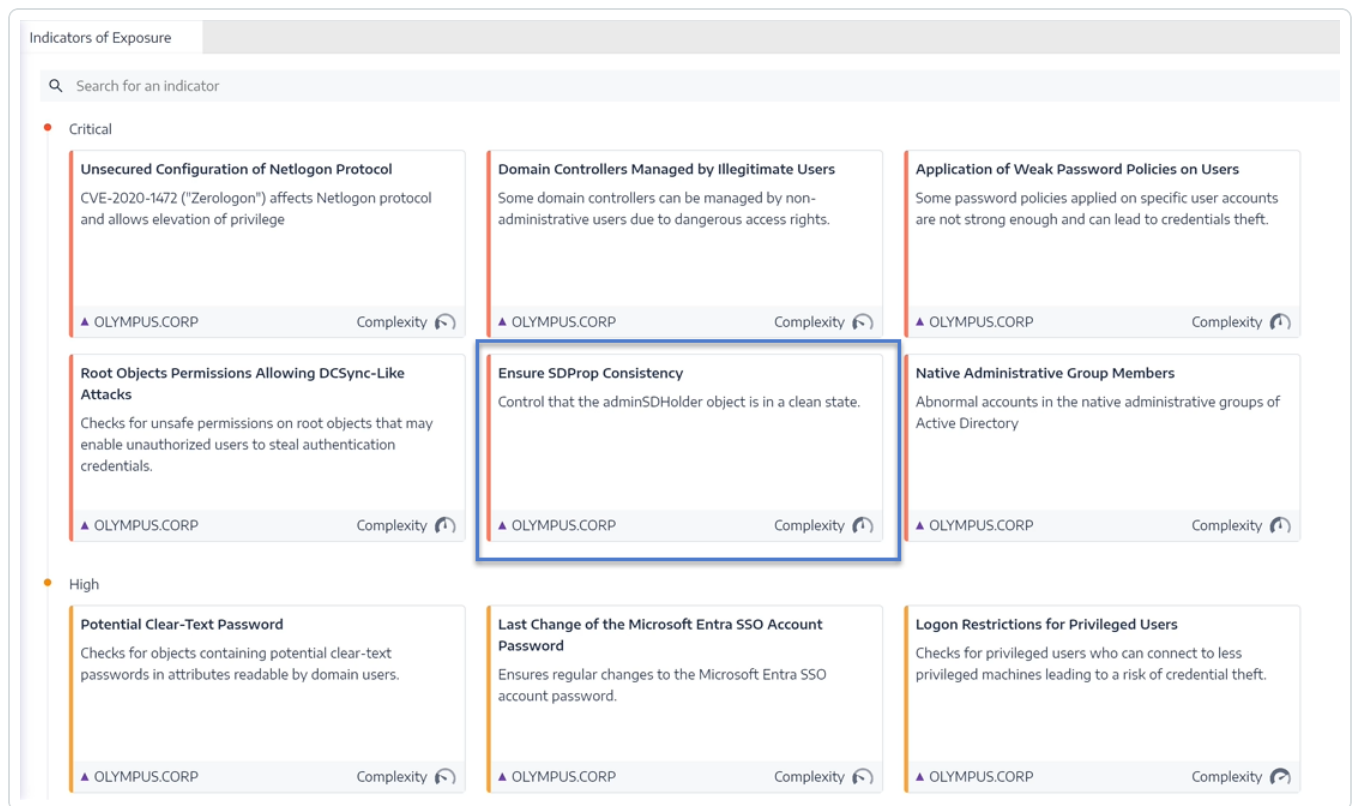 Indicators of Exposure
Search for an indicator
Critical
Unsecured Configuration of Netlogon Protocol
CVE-2020-1472 ("Zerologon") affects Netlogon protocol
and allows elevation of privilege
OLYMPUS.CORP
Complexity
Domain Controllers Managed by Illegitimate Users
Some domain controllers can be managed by non-
administrative users due to dangerous access rights.
OLYMPUS.CORP
Complexity
Application of Weak Password Policies on Users
Some password policies applied on specific user accounts
are not strong enough and can lead to credentials theft.
OLYMPUS.CORP
Complexity
Root Objects Permissions Allowing DCSync-Like
Attacks
Checks for unsafe permissions on root objects that may
enable unauthorized users to steal authentication
credentials.
OLYMPUS.CORP
Complexity
Ensure SDProp Consistency
Control that the adminSDHolder object is in a clean state.
OLYMPUS.CORP
Complexity
Native Administrative Group Members
Abnormal accounts in the native administrative groups of
Active Directory
OLYMPUS.CORP
Complexity
High
Potential Clear-Text Password
Checks for objects containing potential clear-text
passwords in attributes readable by domain users.
OLYMPUS.CORP
Complexity
Last Change of the Microsoft Entra SSO Account
Password
Ensures regular changes to the Microsoft Entra SSO
account password.
OLYMPUS.CORP
Complexity
Logon Restrictions for Privileged Users
Checks for privileged users who can connect to less
privileged machines leading to a risk of credential theft.
OLYMPUS.CORP
Complexity